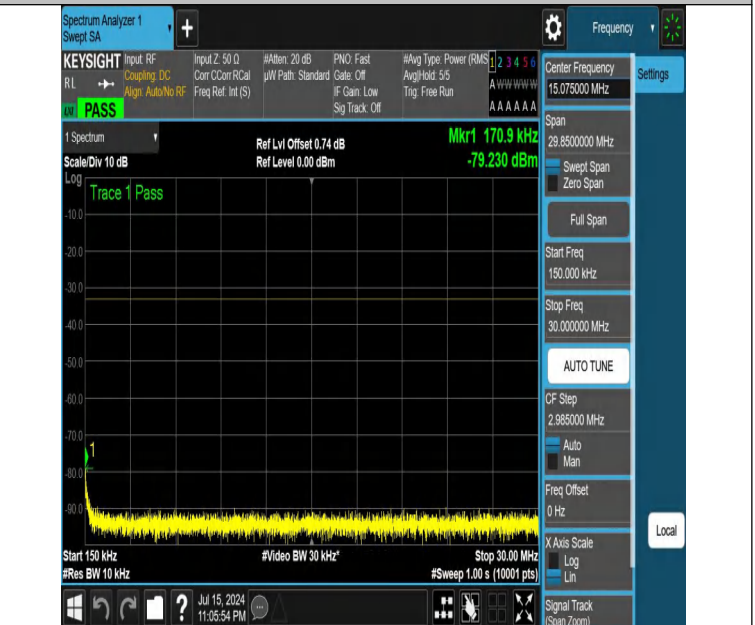 Spectrum Analyzer 1
Swept SA
+
Frequency
KEYSIGHT
RL
PASS
Input: RF
Coupling: DC
Align: Auto/No RF
Input Z: 50 Ω
Corr CCorr RCal
Freq Ref: Int (S)
#Atten: 20 dB
µW Path: Standard
PNO: Fast
Gate: Off
IF Gain: Low
Sig Track: Off
#Avg Type: Power (RMS
Avg|Hold: 5/5
Trig: Free Run
1 2 3 4 5 6
A W W W W W
A A A A A A
Center Frequency
15.075000 MHz
Settings
1 Spectrum
Ref Lvl Offset 0.74 dB
Mkr1 170.9 kHz
Scale/Div 10 dB
Ref Level 0.00 dBm
-79.230 dBm
Log
Trace 1 Pass
-10.0
-20.0
-30.0
-40.0
-50.0
-60.0
-70.0
-80.0
-90.0
1
Start 150 kHz
#Video BW 30 kHz*
Stop 30.00 MHz
#Res BW 10 kHz
#Sweep 1.00 s (10001 pts)
Span
29.8500000 MHz
Swept Span
Zero Span
Full Span
Start Freq
150.000 kHz
Stop Freq
30.000000 MHz
AUTO TUNE
CF Step
2.985000 MHz
Auto
Man
Freq Offset
0 Hz
X Axis Scale
Log
Lin
Local
Signal Track
(Span Zoom)
?
Jul 15, 2024
11:05:54 PM